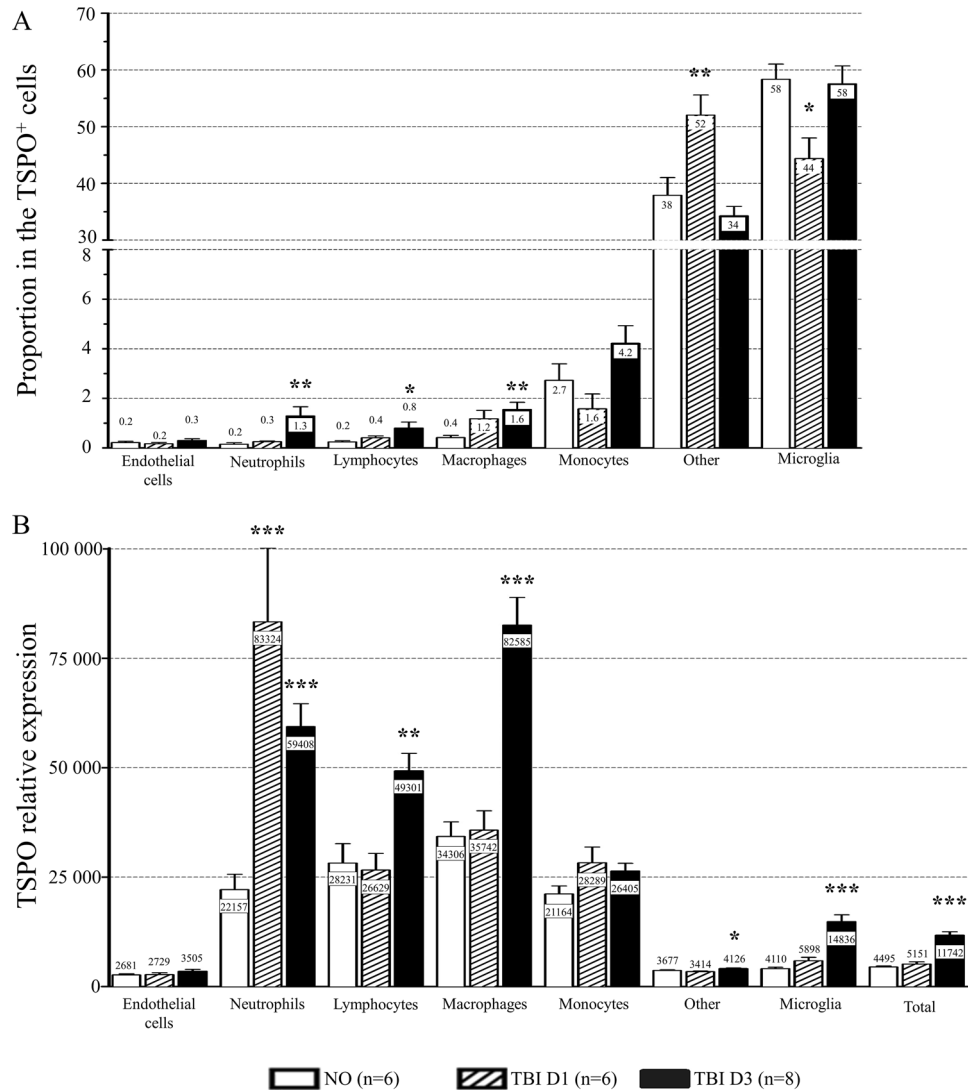 A
Proportion in the TSPO+ cells
70
60
50
40
30
8
6
4
2
0
0.2 0.2 0.3
0.2 0.3 1.3 **
0.2 0.4 0.8 *
0.4 1.2 1.6 **
2.7 1.6 4.2
38 52 34 **
58 44 58 *
Endothelial cells Neutrophils Lymphocytes Macrophages Monocytes Other Microglia
B
TSPO relative expression
100 000
75 000
50 000
25 000
0
2681 2729 3505
22157 83324 59408 *** ***
28231 26629 49301 **
34306 35742 82585 ***
21164 28289 26405
3677 3414 4126 *
4110 5898 14836 ***
4495 5151 11742 ***
Endothelial cells Neutrophils Lymphocytes Macrophages Monocytes Other Microglia Total
NO (n=6) TBI D1 (n=6) TBI D3 (n=8)